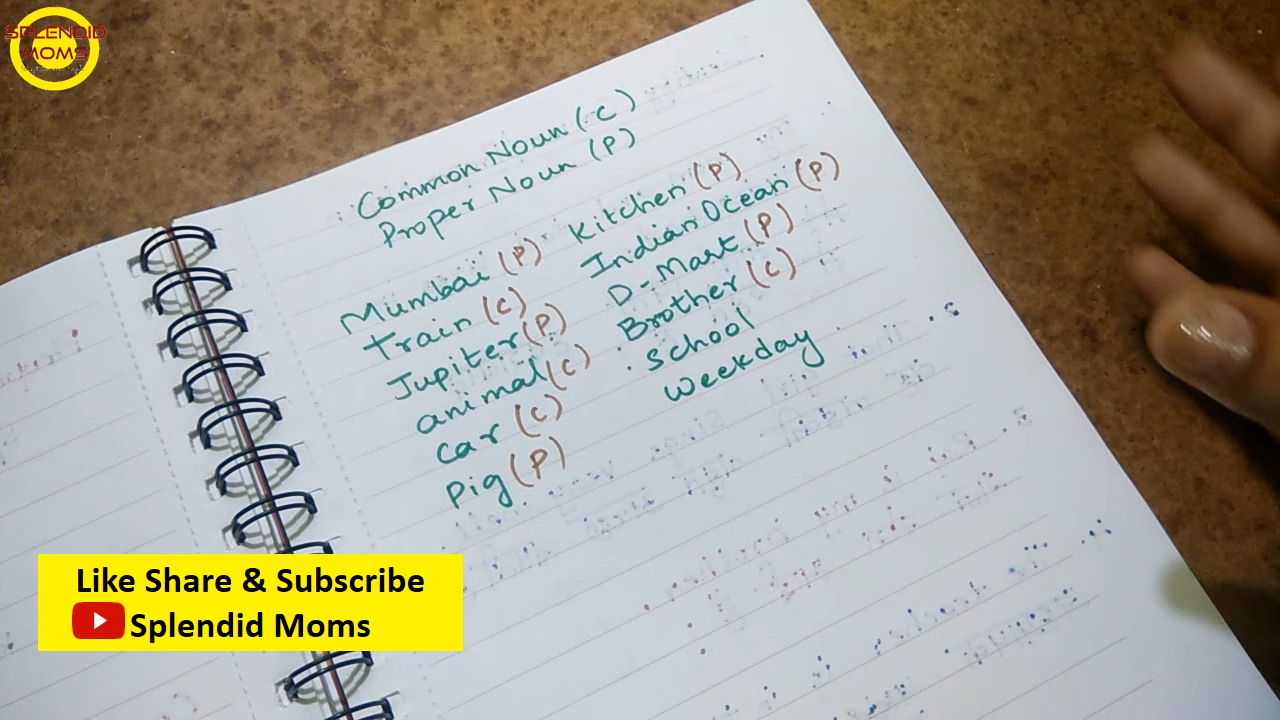 SPLENDID
MOMS
Common Noun (C)
Proper Noun (P)
Mumbai (P)
Train (C)
Jupiter (P)
animal (C)
car (C)
Pig (P)
Kitchen (P)
Indian Ocean (P)
D-Mart (P)
Brother (C)
School
Weekday
Like Share & Subscribe
Splendid Moms